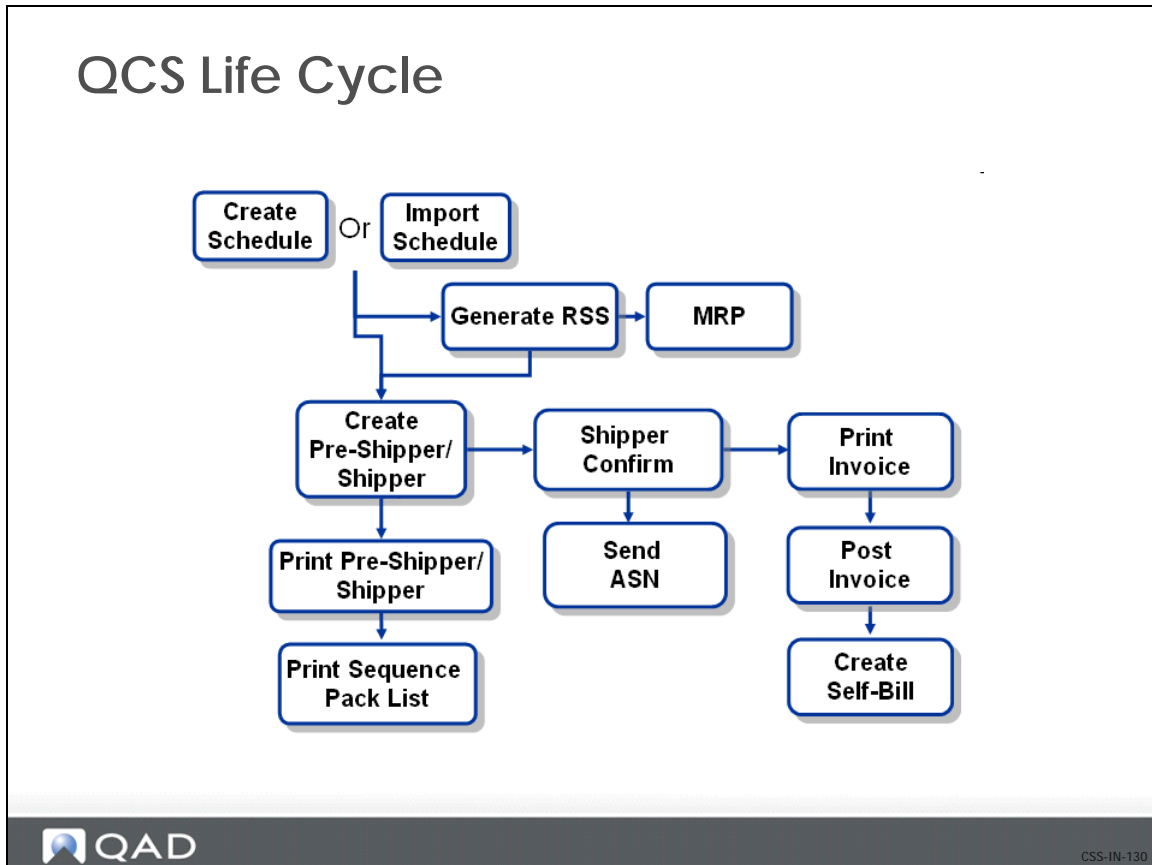 QCS Life Cycle
Create
Schedule
Or
Import
Schedule
Generate RSS
MRP
Create
Pre-Shipper/
Shipper
Shipper
Confirm
Print
Invoice
Print Pre-Shipper/
Shipper
Send
ASN
Post
Invoice
Print Sequence
Pack List
Create
Self-Bill
QAD
CSS-IN-130